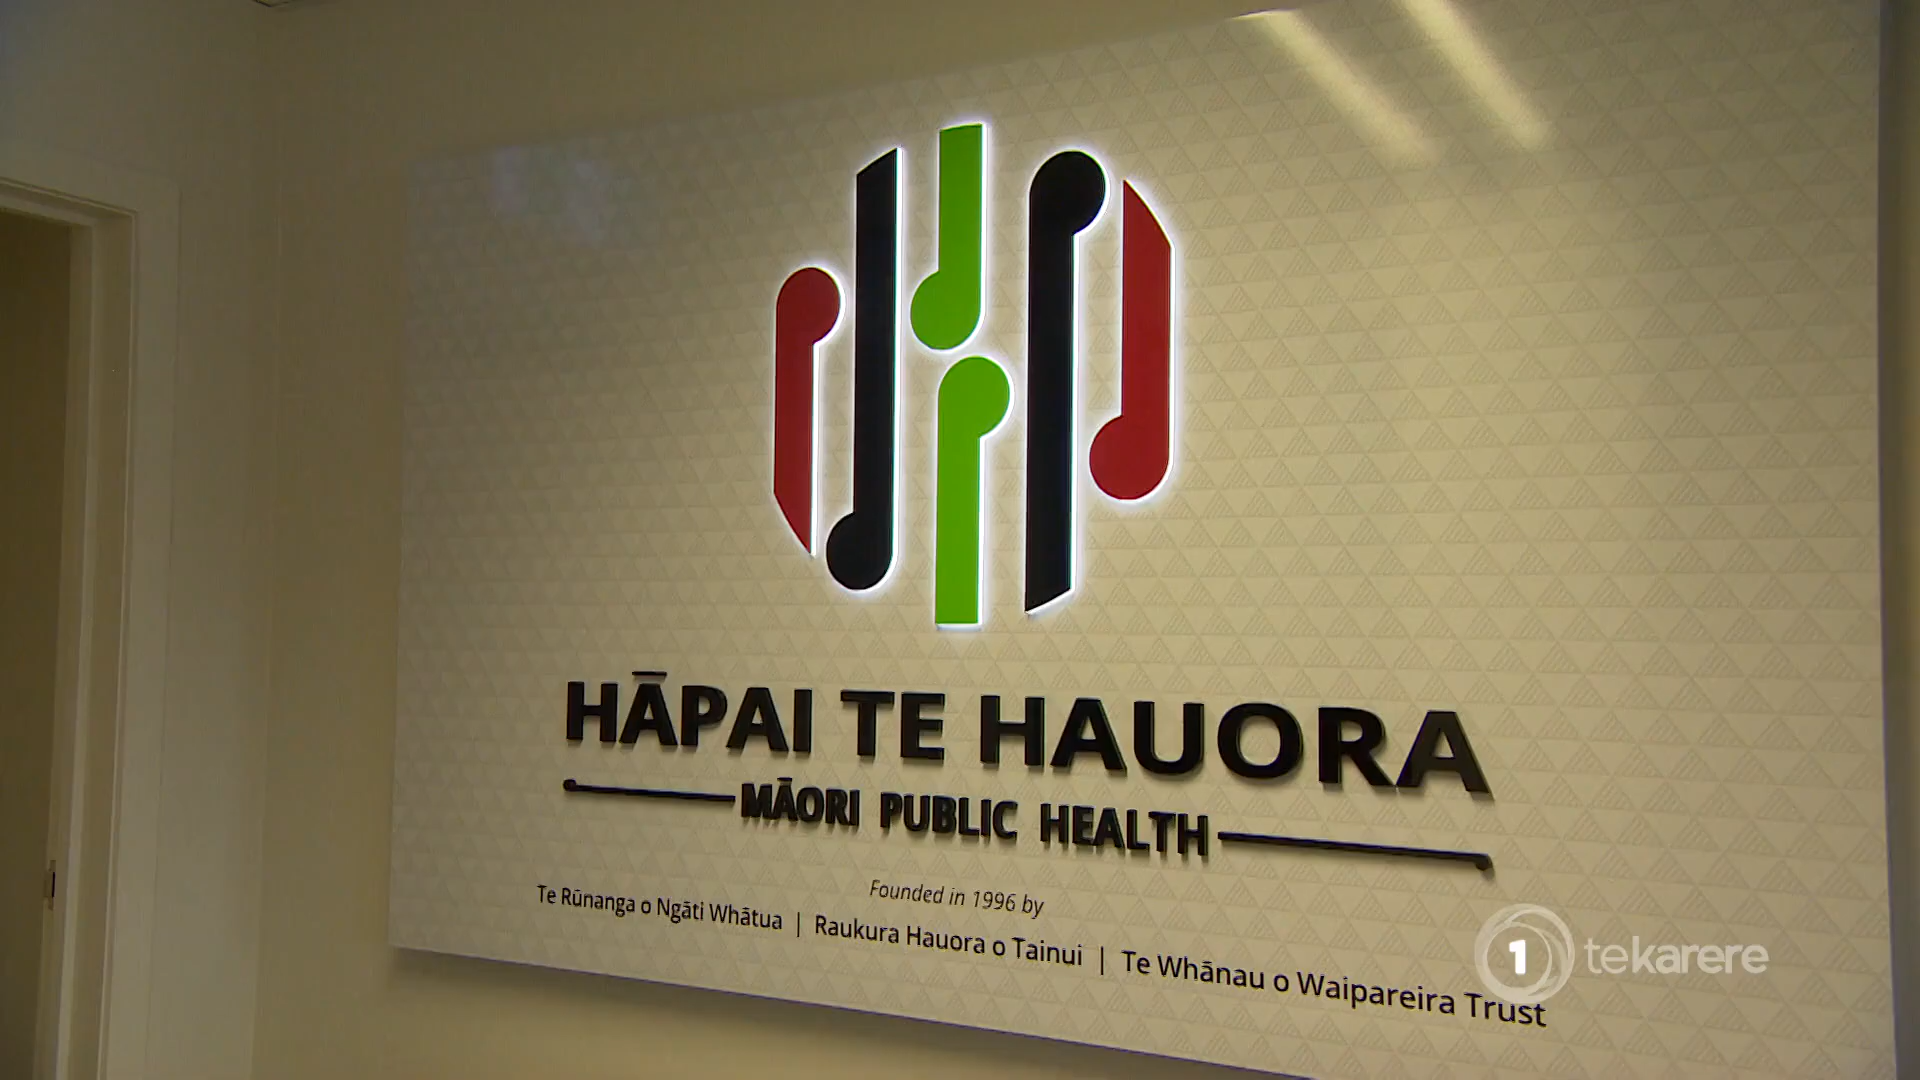 HĀPAI TE HAUORA
MĀORI PUBLIC HEALTH
Founded in 1996 by
Te Rūnanga o Ngāti Whātua | Raukura Hauora o Tainui | Te Whānau o Waipareira Trust
1 tekarere